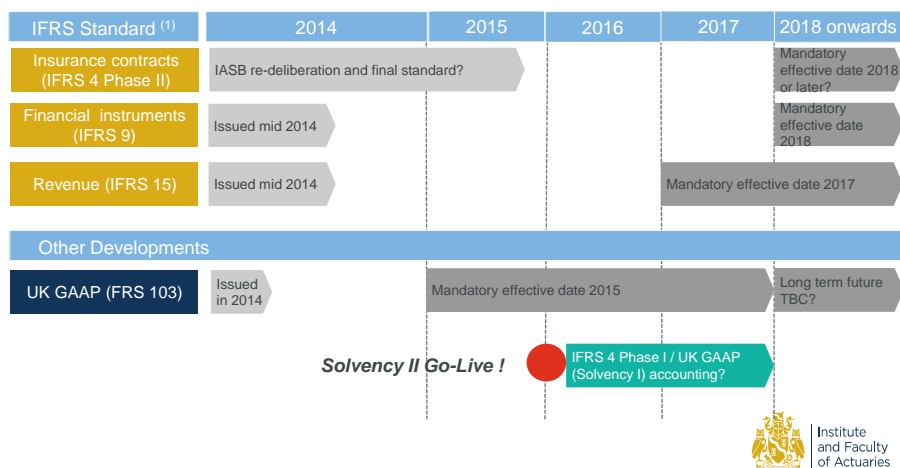 IFRS Standard (1)
2014
2015
2016
2017
2018 onwards
Insurance contracts
(IFRS 4 Phase II)
IASB re-deliberation and final standard?
Mandatory
effective date 2018
or later?
Financial instruments
(IFRS 9)
Issued mid 2014
Mandatory
effective date
2018
Revenue (IFRS 15)
Issued mid 2014
Mandatory effective date 2017
Other Developments
UK GAAP (FRS 103)
Issued
in 2014
Mandatory effective date 2015
Long term future
TBC?
Solvency II Go-Live !
IFRS 4 Phase I / UK GAAP
(Solvency I) accounting?
Institute
and Faculty
of Actuaries